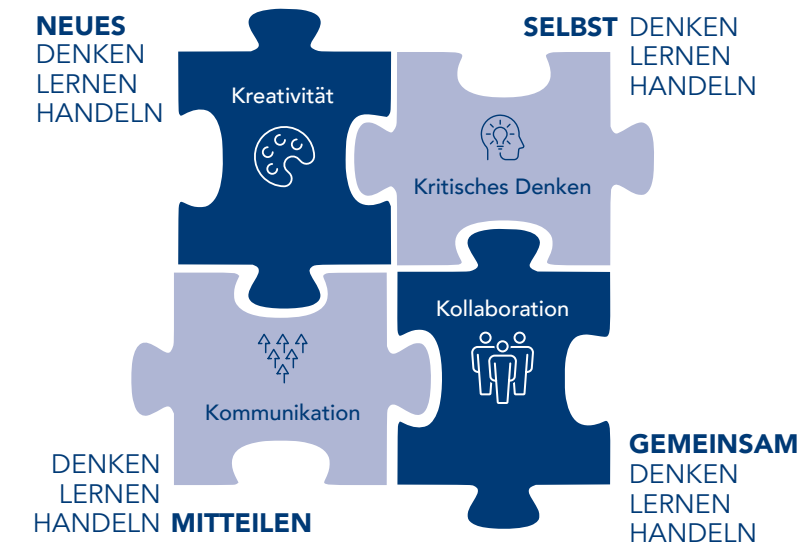 NEUES
DENKEN
LERNEN
HANDELN
Kreativität
SELBST DENKEN
LERNEN
HANDELN
Kritisches Denken
Kommunikation
DENKEN
LERNEN
HANDELN MITTEILEN
Kollaboration
GEMEINSAM
DENKEN
LERNEN
HANDELN